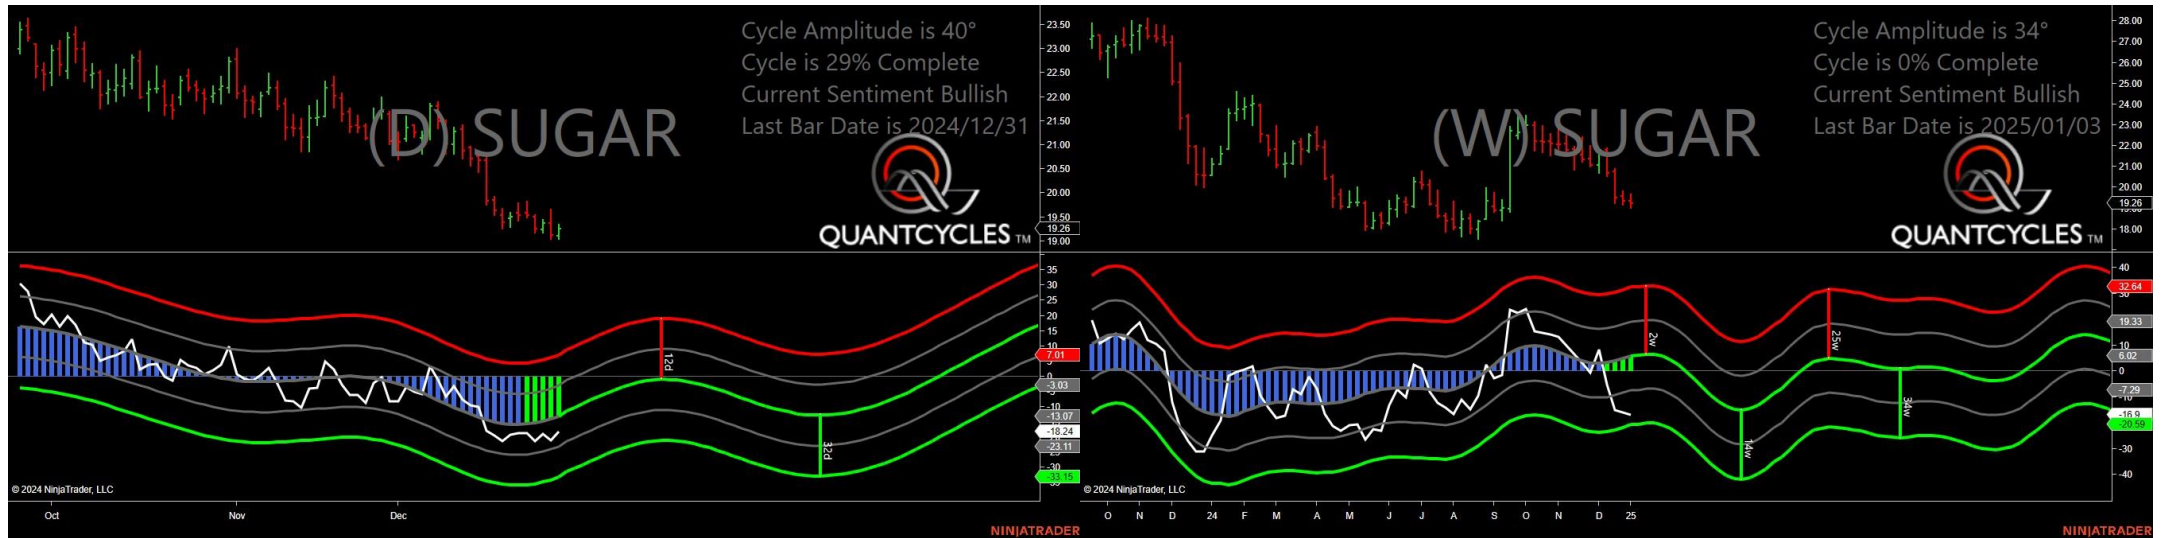 Cycle Amplitude is 40°
Cycle is 29% Complete
Current Sentiment Bullish
Last Bar Date is 2024/12/31
(D) SUGAR
QUANTCYCLES TM
23.50
23.00
22.50
22.00
21.50
21.00
20.50
20.00
19.50
19.26
19.00
35
30
25
20
15
10
7.01
0
-3.03
-13.07
-18.24
-23.11
-30
-33.15
12d
32d
© 2024 NinjaTrader, LLC
Oct
Nov
Dec
NINJATRADER
Cycle Amplitude is 34°
Cycle is 0% Complete
Current Sentiment Bullish
Last Bar Date is 2025/01/03
(W) SUGAR
QUANTCYCLES TM
28.00
27.00
26.00
25.00
24.00
23.00
22.00
21.00
20.00
19.26
18.00
40
32.64
19.33
10
6.02
0
-7.29
-16.9
-20.59
-30
-40
2w
14w
25w
34w
© 2024 NinjaTrader, LLC
O N D 24 F M A M J J A S O N D 25
NINJATRADER